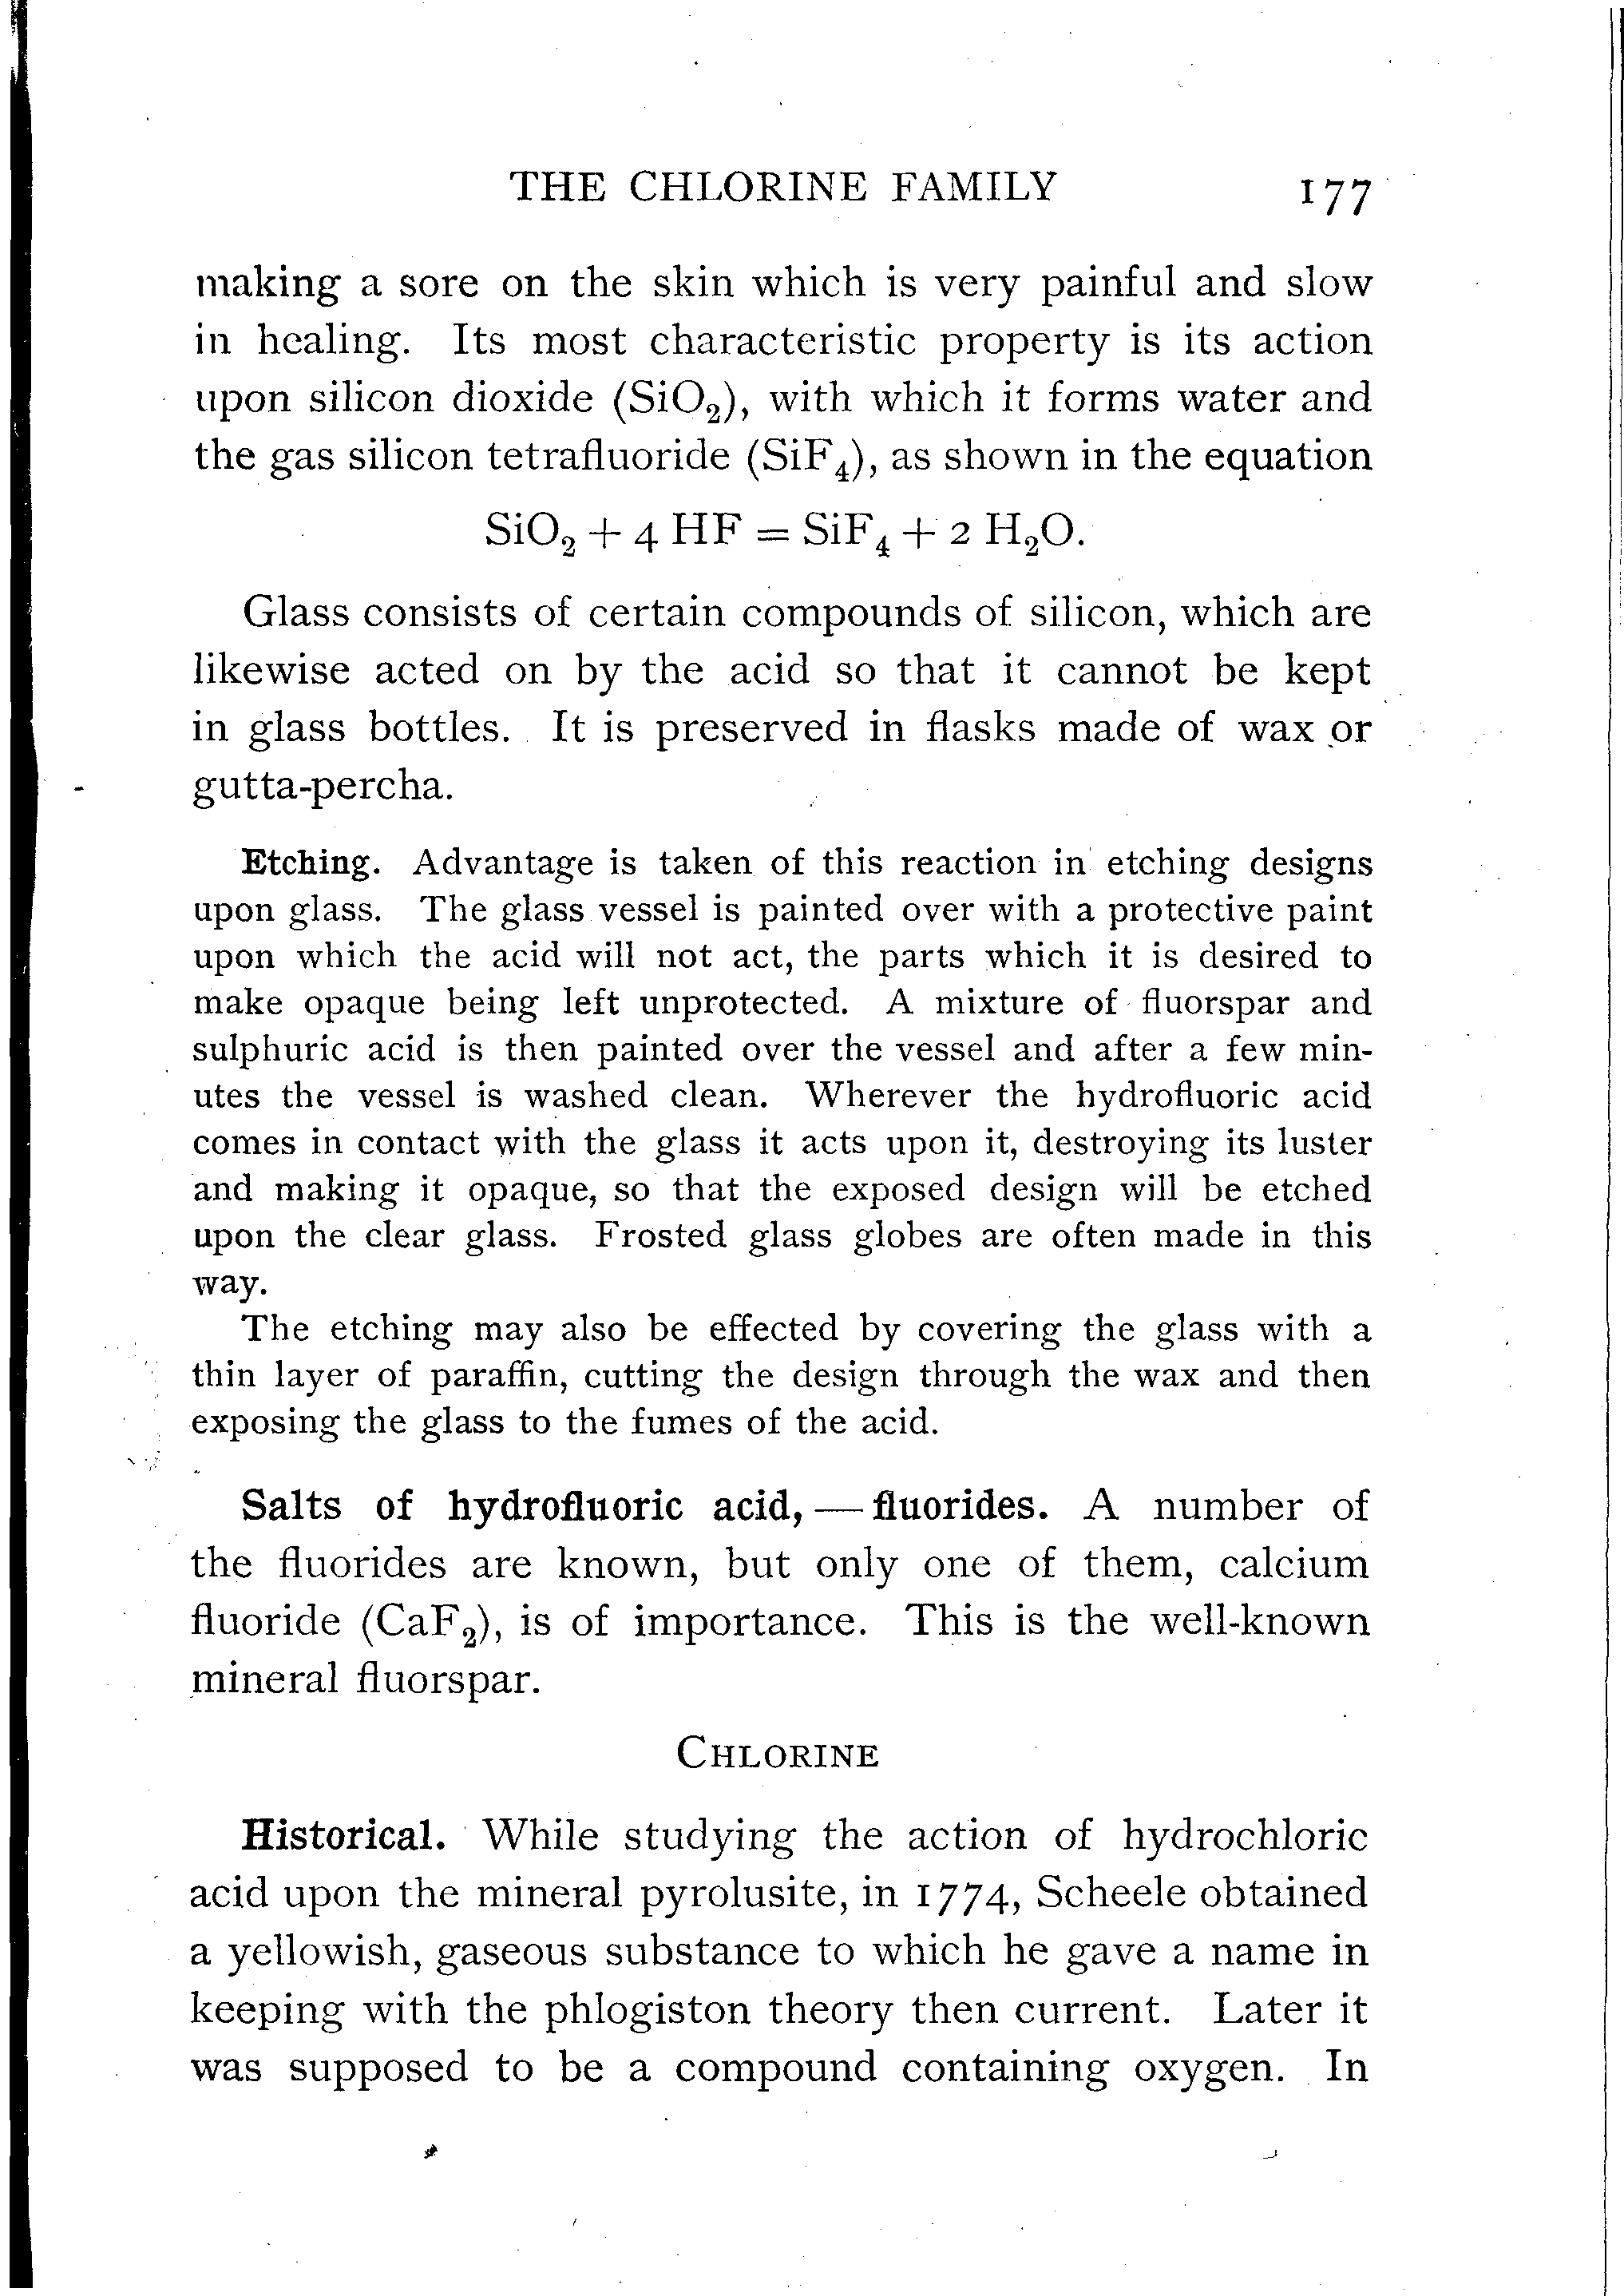 THE CHLORINE FAMILY 177
making a sore on the skin which is very painful and slow
in healing. Its most characteristic property is its action
upon silicon dioxide (SiO₂), with which it forms water and
the gas silicon tetrafluoride (SiF₄), as shown in the equation
SiO₂ + 4 HF = SiF₄ + 2 H₂O.
Glass consists of certain compounds of silicon, which are
likewise acted on by the acid so that it cannot be kept
in glass bottles. It is preserved in flasks made of wax or
gutta-percha.
Etching. Advantage is taken of this reaction in etching designs
upon glass. The glass vessel is painted over with a protective paint
upon which the acid will not act, the parts which it is desired to
make opaque being left unprotected. A mixture of fluorspar and
sulphuric acid is then painted over the vessel and after a few min-
utes the vessel is washed clean. Wherever the hydrofluoric acid
comes in contact with the glass it acts upon it, destroying its luster
and making it opaque, so that the exposed design will be etched
upon the clear glass. Frosted glass globes are often made in this
way.
The etching may also be effected by covering the glass with a
thin layer of paraffin, cutting the design through the wax and then
exposing the glass to the fumes of the acid.
Salts of hydrofluoric acid, — fluorides. A number of
the fluorides are known, but only one of them, calcium
fluoride (CaF₂), is of importance. This is the well-known
mineral fluorspar.
CHLORINE
Historical. While studying the action of hydrochloric
acid upon the mineral pyrolusite, in 1774, Scheele obtained
a yellowish, gaseous substance to which he gave a name in
keeping with the phlogiston theory then current. Later it
was supposed to be a compound containing oxygen. In